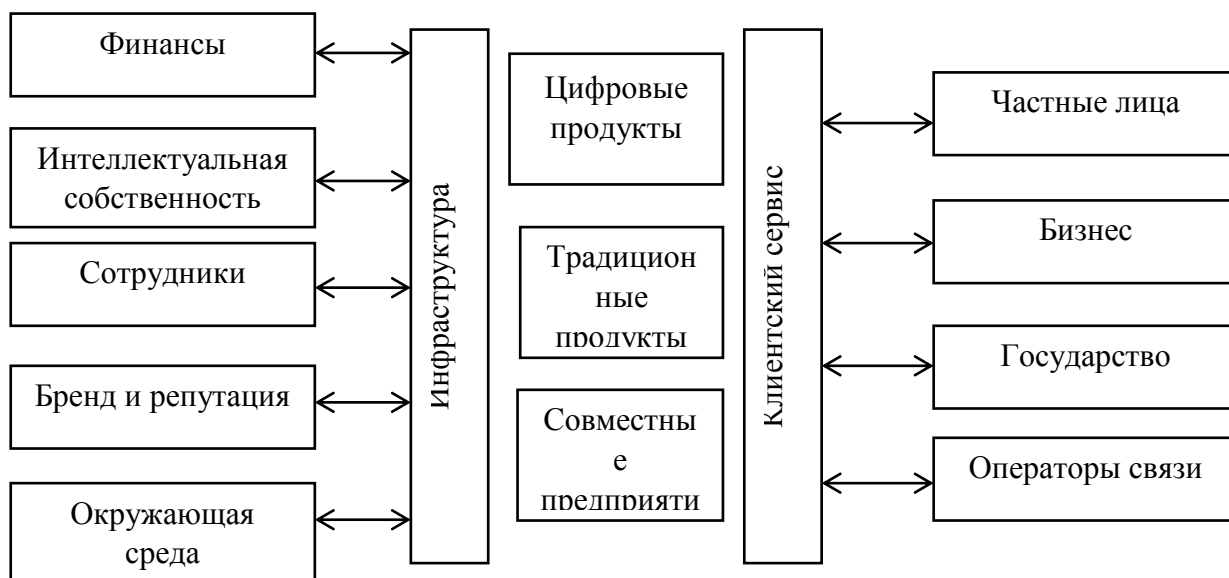 Финансы
Интеллектуальная
собственность
Сотрудники
Бренд и репутация
Окружающая
среда
Инфраструктура
Цифровые
продукты
Традицион
ные
продукты
Совместны
е
предприяти
Клиентский сервис
Частные лица
Бизнес
Государство
Операторы связи